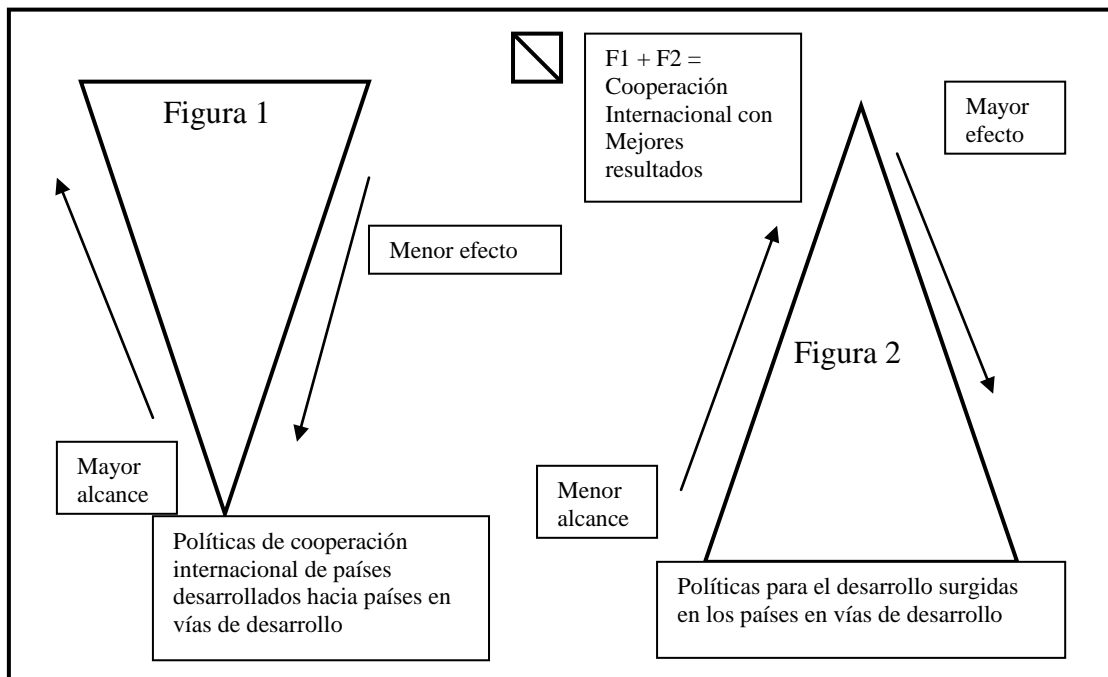 Figura 1
Menor efecto
Mayor
alcance
Políticas de cooperación
internacional de países
desarrollados hacia países en
vías de desarrollo
F1 + F2 =
Cooperación
Internacional con
Mejores
resultados
Mayor
efecto
Figura 2
Menor
alcance
Políticas para el desarrollo surgidas
en los países en vías de desarrollo